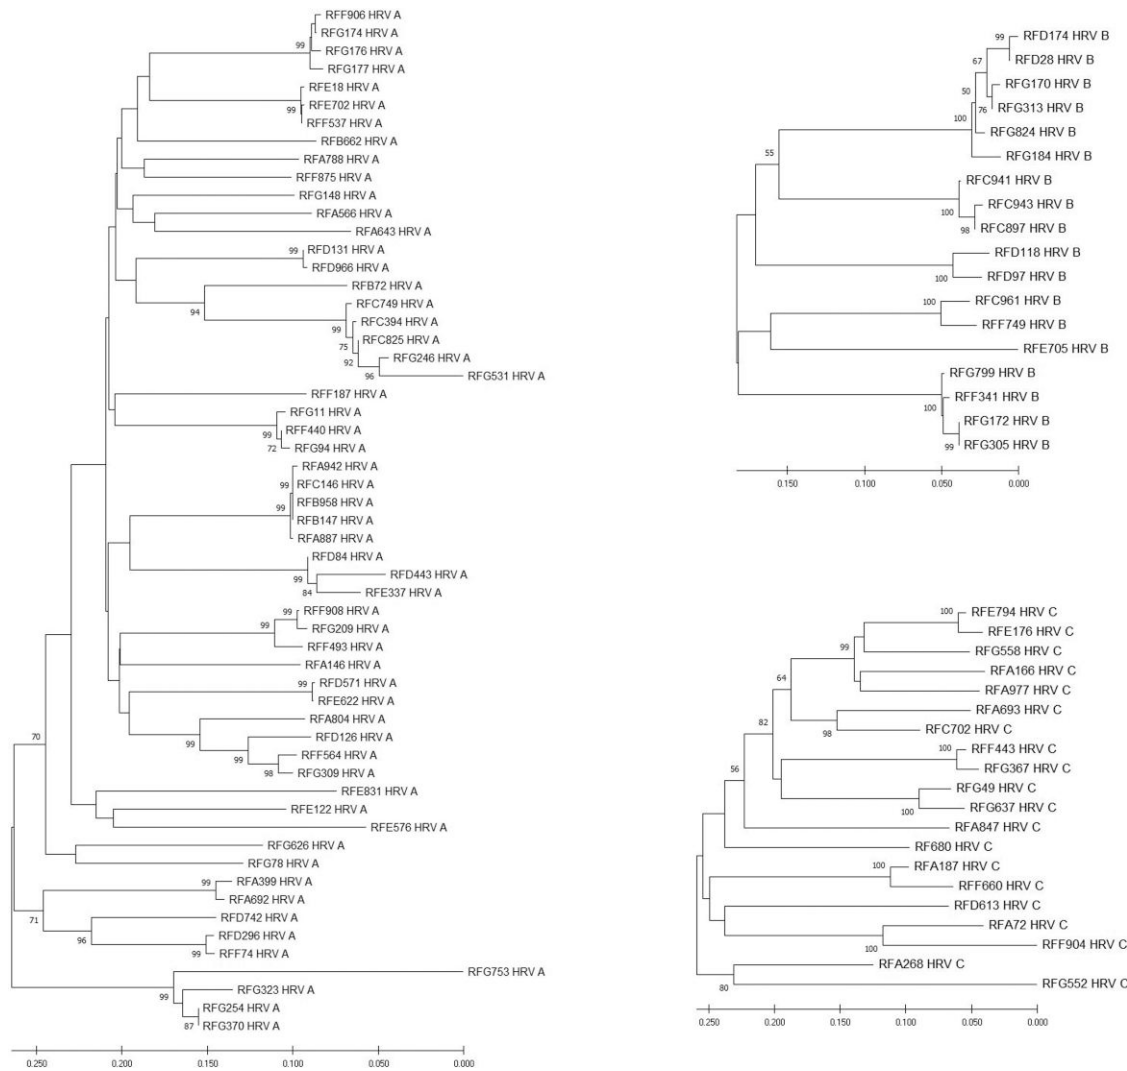 RFF906 HRV A
RFG174 HRV A
99
RFG176 HRV A
RFG177 HRV A
RFE18 HRV A
RFE702 HRV A
99
RFF537 HRV A
RFB662 HRV A
RFA788 HRV A
RFF875 HRV A
RFG148 HRV A
RFA566 HRV A
RFA643 HRV A
99
RFD131 HRV A
RFD966 HRV A
RFB72 HRV A
94
RFC749 HRV A
RFC394 HRV A
99
RFC825 HRV A
75
RFG246 HRV A
92
RFG531 HRV A
96
RFF187 HRV A
RFG11 HRV A
RFF440 HRV A
99
RFG94 HRV A
72
RFA942 HRV A
RFC146 HRV A
99
RFB958 HRV A
RFB147 HRV A
99
RFA887 HRV A
RFD84 HRV A
RFD443 HRV A
99
RFE337 HRV A
84
RFF908 HRV A
99
RFG209 HRV A
99
RFF493 HRV A
RFA146 HRV A
RFD571 HRV A
99
RFE622 HRV A
RFA804 HRV A
RFD126 HRV A
99
RFF564 HRV A
99
RFG309 HRV A
98
70
RFE831 HRV A
RFE122 HRV A
RFE576 HRV A
RFG626 HRV A
RFG78 HRV A
RFA399 HRV A
99
RFA692 HRV A
71
RFD742 HRV A
RFD296 HRV A
96
RFF74 HRV A
99
RFG753 HRV A
RFG323 HRV A
99
RFG254 HRV A
RFG370 HRV A
87
0.250 0.200 0.150 0.100 0.050 0.000
99
RFD174 HRV B
RFD28 HRV B
67
RFG170 HRV B
50
RFG313 HRV B
76
100
RFG824 HRV B
RFG184 HRV B
55
RFC941 HRV B
RFC943 HRV B
100
RFC897 HRV B
98
RFD118 HRV B
RFD97 HRV B
100
RFC961 HRV B
100
RFF749 HRV B
RFE705 HRV B
RFG799 HRV B
RFF341 HRV B
100
RFG172 HRV B
RFG305 HRV B
99
0.150 0.100 0.050 0.000
100
RFE794 HRV C
RFE176 HRV C
99
RFG558 HRV C
RFA166 HRV C
RFA977 HRV C
64
RFA693 HRV C
RFC702 HRV C
98
82
RFF443 HRV C
100
RFG367 HRV C
56
RFG49 HRV C
RFG637 HRV C
100
RFA847 HRV C
RF680 HRV C
RFA187 HRV C
100
RFF660 HRV C
RFD613 HRV C
RFA72 HRV C
RFF904 HRV C
100
RFA268 HRV C
RFG552 HRV C
80
0.250 0.200 0.150 0.100 0.050 0.000